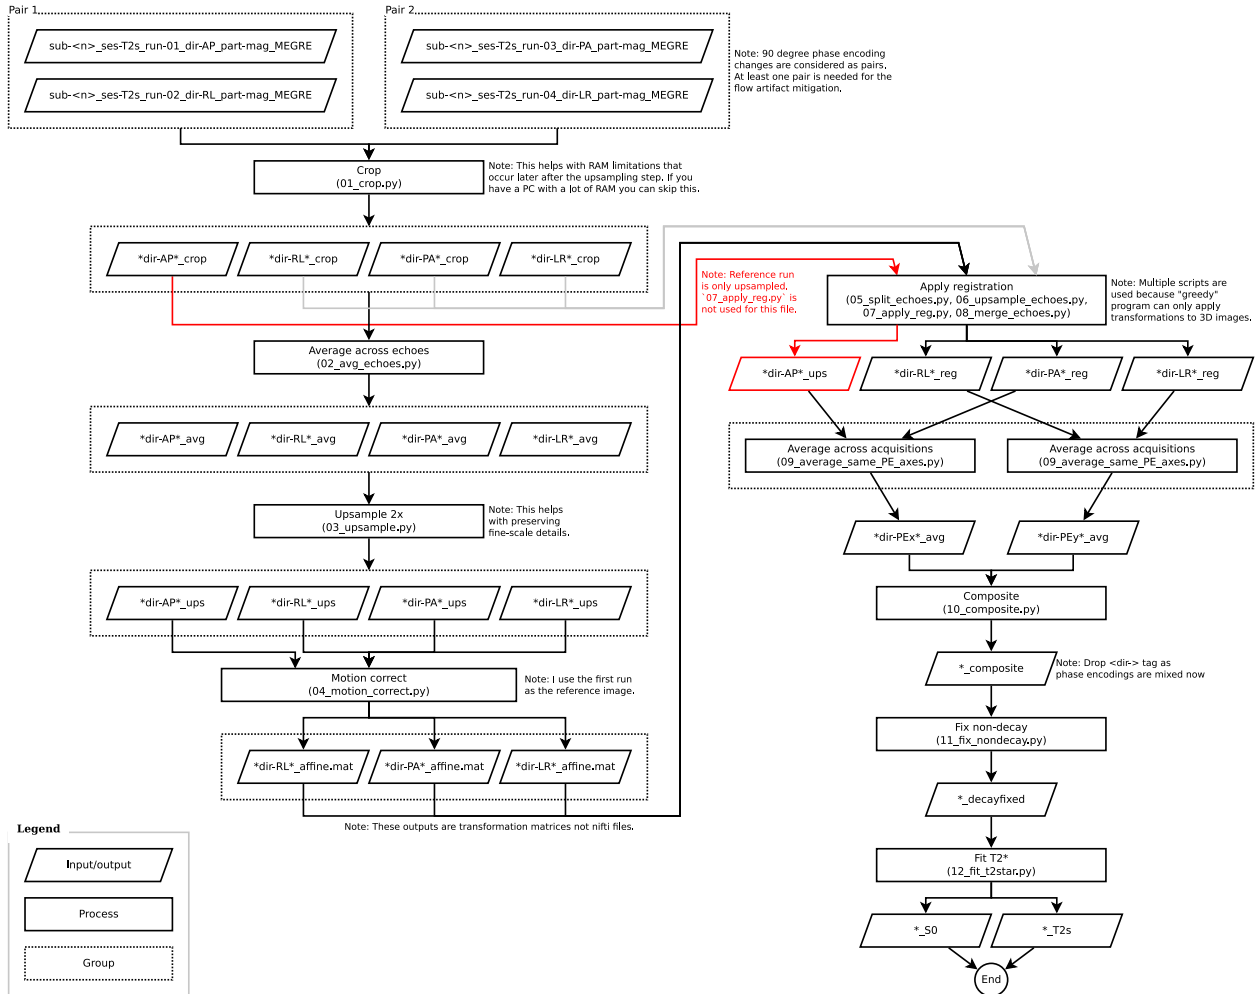 Pair 1
sub-<n>_ses-T2s_run-01_dir-AP_part-mag_MEGRE
sub-<n>_ses-T2s_run-02_dir-RL_part-mag_MEGRE
Pair 2
sub-<n>_ses-T2s_run-03_dir-PA_part-mag_MEGRE
sub-<n>_ses-T2s_run-04_dir-LR_part-mag_MEGRE
Note: 90 degree phase encoding
changes are considered as pairs.
At least one pair is needed for the
flow artifact mitigation.
Crop
(01_crop.py)
Note: This helps with RAM limitations that
occur later after the upsampling step. If you
have a PC with a lot of RAM you can skip this.
*dir-AP*_crop
*dir-RL*_crop
*dir-PA*_crop
*dir-LR*_crop
Average across echoes
(02_avg_echoes.py)
*dir-AP*_avg
*dir-RL*_avg
*dir-PA*_avg
*dir-LR*_avg
Upsample 2x
(03_upsample.py)
Note: This helps
with preserving
fine-scale details.
*dir-AP*_ups
*dir-RL*_ups
*dir-PA*_ups
*dir-LR*_ups
Motion correct
(04_motion_correct.py)
Note: I use the first run
as the reference image.
*dir-RL*_affine.mat
*dir-PA*_affine.mat
*dir-LR*_affine.mat
Note: These outputs are transformation matrices not nifti files.
Note: Reference run
is only upsampled.
`07_apply_reg.py` is
not used for this file.
Apply registration
(05_split_echoes.py, 06_upsample_echoes.py,
07_apply_reg.py, 08_merge_echoes.py)
Note: Multiple scripts are
used because "greedy"
program can only apply
transformations to 3D images.
*dir-AP*_ups
*dir-RL*_reg
*dir-PA*_reg
*dir-LR*_reg
Average across acquisitions
(09_average_same_PE_axes.py)
Average across acquisitions
(09_average_same_PE_axes.py)
*dir-PEx*_avg
*dir-PEy*_avg
Composite
(10_composite.py)
*_composite
Note: Drop <dir-> tag as
phase encodings are mixed now
Fix non-decay
(11_fix_nondecay.py)
*_decayfixed
Fit T2*
(12_fit_t2star.py)
*_S0
*_T2s
End
Legend
Input/output
Process
Group